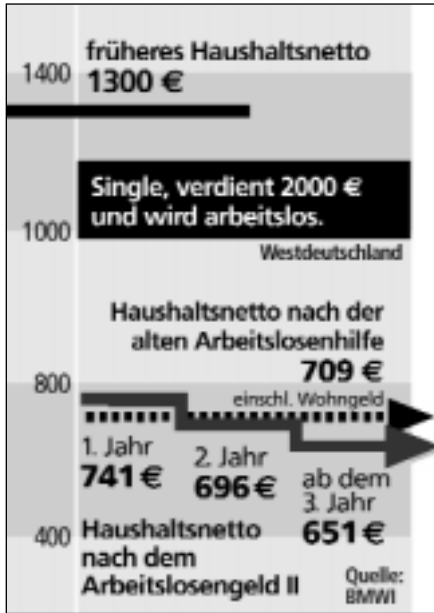 früheres Haushaltsnetto
1400
1300 €
Single, verdient 2000 €
und wird arbeitslos.
1000
Westdeutschland
Haushaltsnetto nach der
alten Arbeitslosenhilfe
709 €
800
einschl. Wohngeld
1. Jahr
741 €
2. Jahr
696 €
ab dem
3. Jahr
651 €
400
Haushaltsnetto
nach dem
Arbeitslosengeld II
Quelle:
BMWI